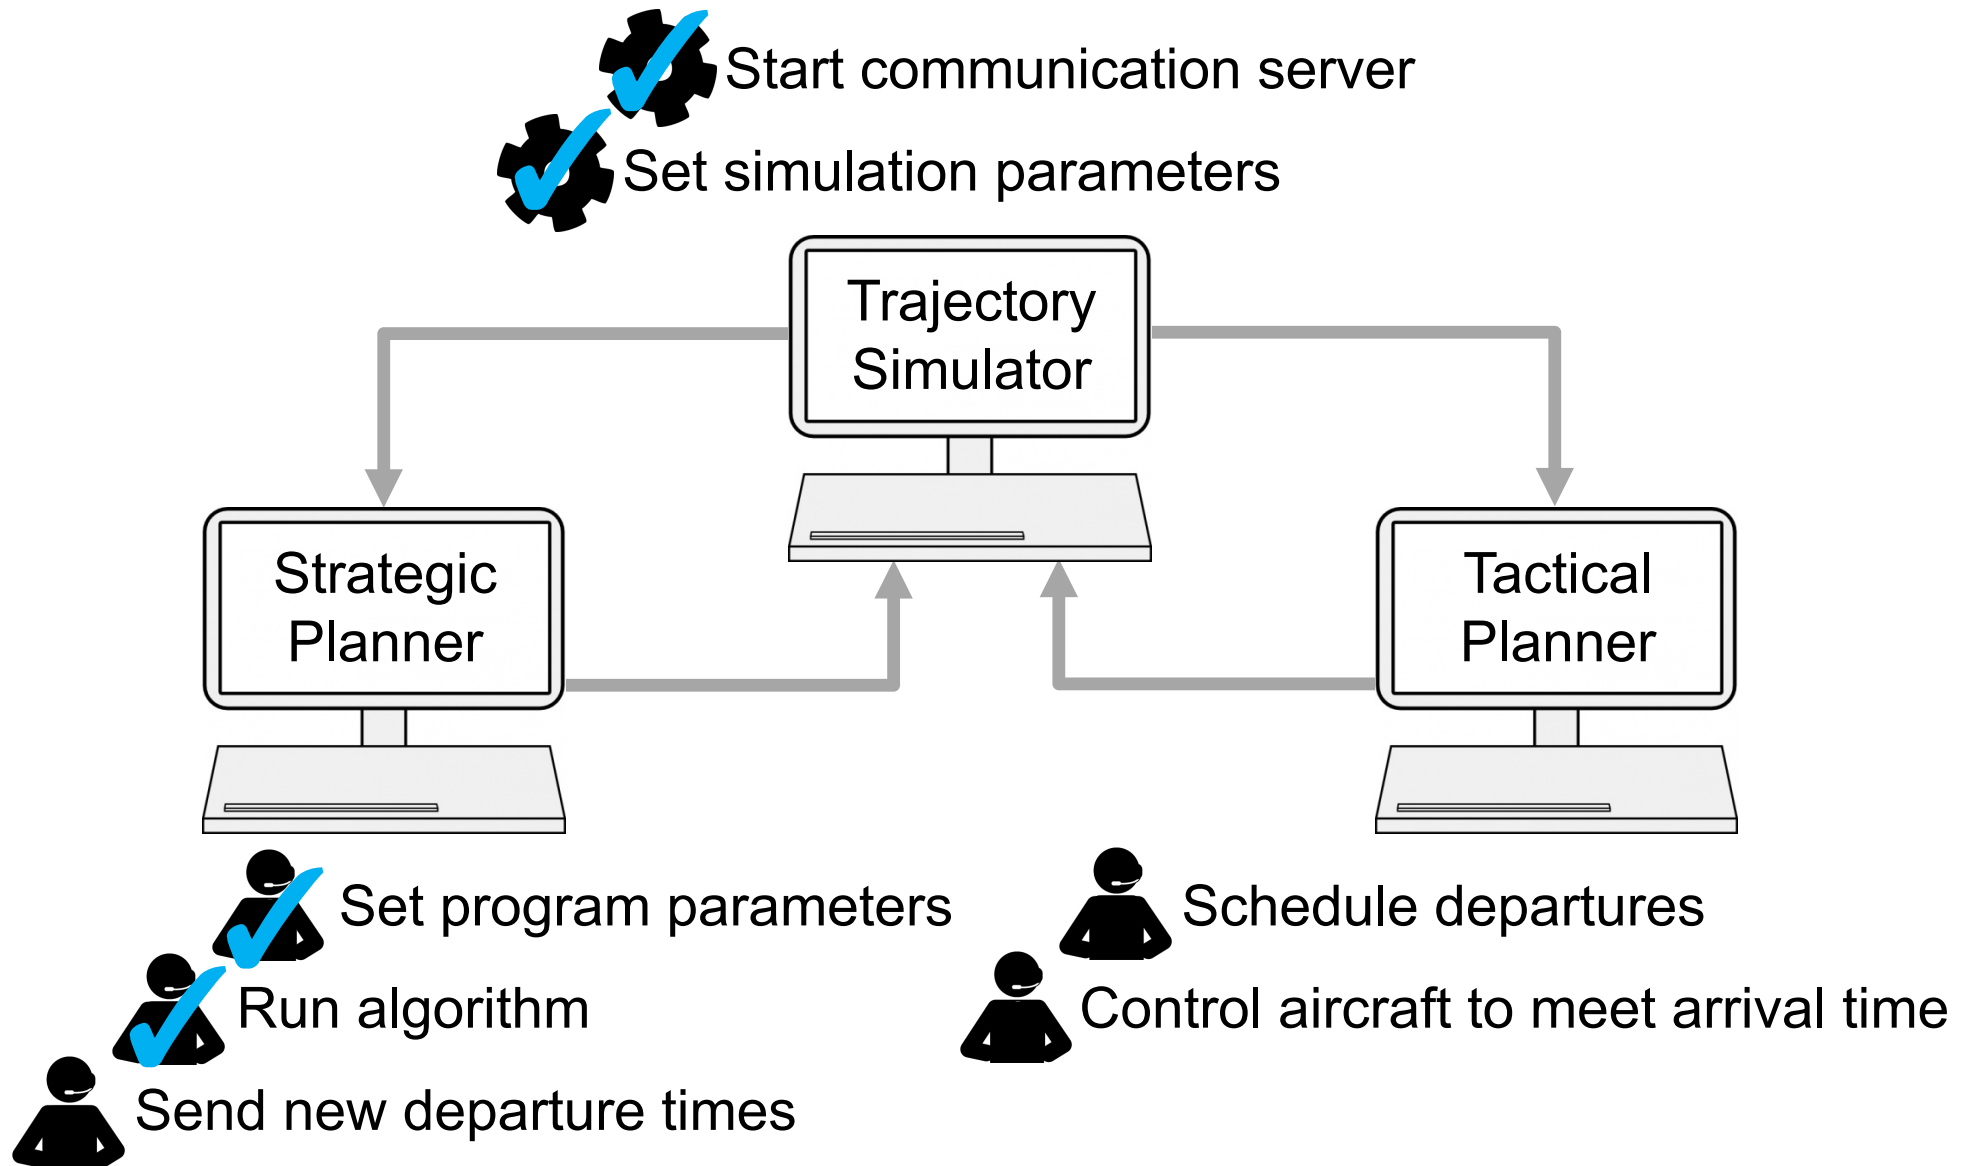 Start communication server
Set simulation parameters
Trajectory
Simulator
Strategic
Planner
Tactical
Planner
Set program parameters
Run algorithm
Send new departure times
Schedule departures
Control aircraft to meet arrival time